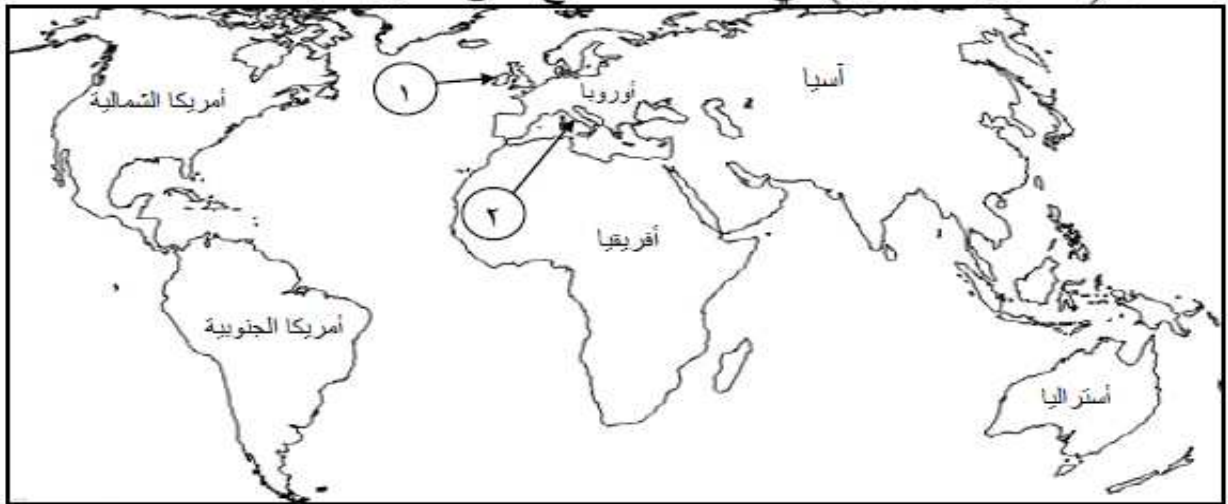 آسيا
أوروبا
١
أمريكا الشمالية
٢
أفريقيا
أمريكا الجنوبية
أستراليا